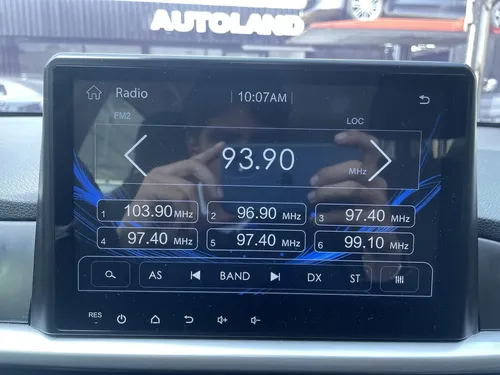 AUTOLAND
Radio
10:07AM
FM2
LOC
93.90
MHz
1 103.90 MHz
2 96.90 MHz
3 97.40 MHz
4 97.40 MHz
5 97.40 MHz
6 99.10 MHz
AS BAND DX ST
RES